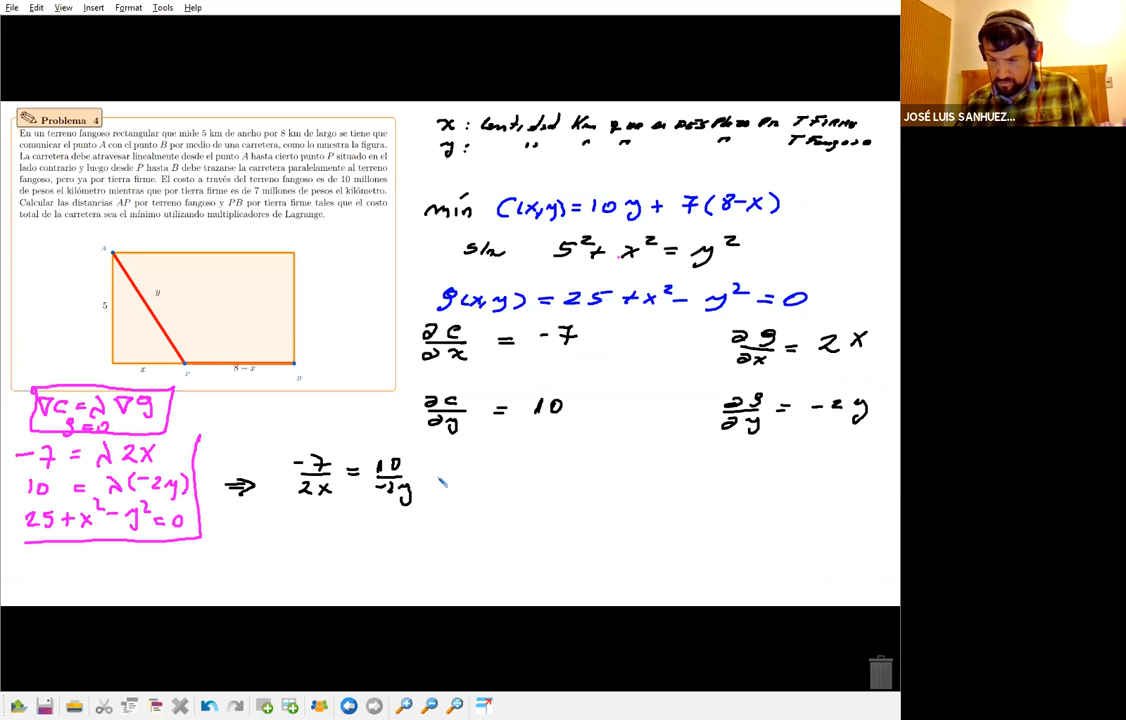 File Edit View Insert Format Tools Help
JOSÉ LUIS SANHUEZ...
Problema 4
En un terreno fangoso rectangular que mide 5 km de ancho por 8 km de largo se tiene que
comunicar el punto A con el punto B por medio de una carretera, como lo muestra la figura.
La carretera debe atravesar linealmente desde el punto A hasta cierto punto P situado en el
lado contrario y luego desde P hasta B debe trazarse la carretera paralelamente al terreno
fangoso, pero ya por tierra firme. El costo a través del terreno fangoso es de 10 millones
de pesos el kilómetro mientras que por tierra firme es de 7 millones de pesos el kilómetro.
Calcular las distancias AP por terreno fangoso y PB por tierra firme tales que el costo
total de la carretera sea el mínimo utilizando multiplicadores de Lagrange.
A
y
5
x
P
8 − x
B
x : Cantidad Km que en T Firme
y : '' '' '' '' T Fangoso
mín C(x,y) = 10y + 7(8-x)
s/a 5² + x² = y²
g(x,y) = 25 + x² - y² = 0
∂C/∂x = -7 ∂g/∂x = 2x
∂C/∂y = 10 ∂g/∂y = -2y
∇C = λ ∇g
g = 0
-7 = λ 2x
10 = λ(-2y)
25 + x² - y² = 0
⇒ -7/2x = 10/-2y